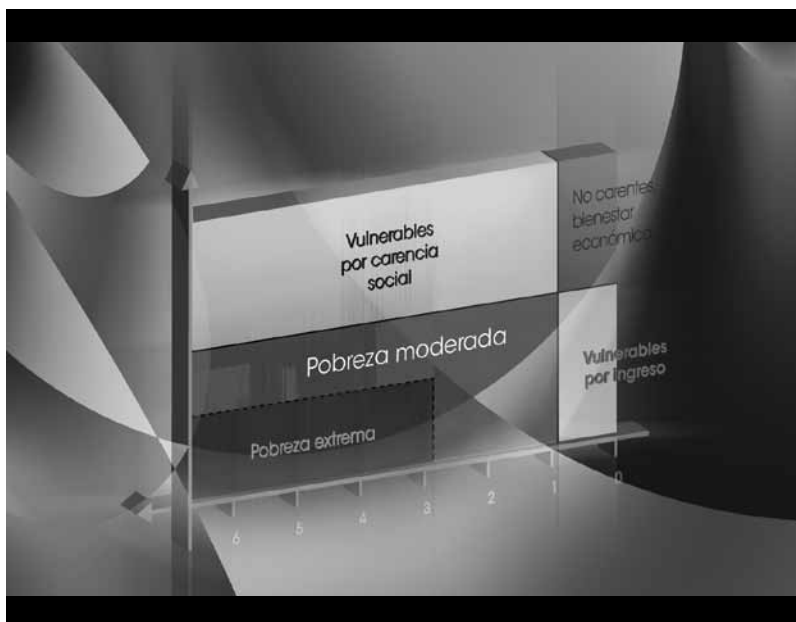 Vulnerables
por carencia
social
No carentes,
bienestar
económico
Pobreza moderada
Vulnerables
por ingreso
Pobreza extrema
6 5 4 3 2 1 0